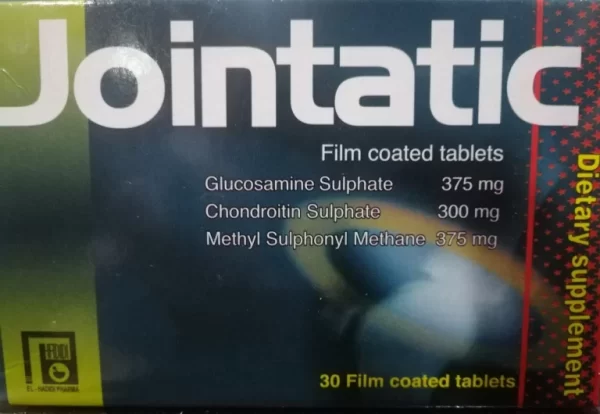 Jointatic
Film coated tablets
Glucosamine Sulphate 375 mg
Chondroitin Sulphate 300 mg
Methyl Sulphonyl Methane 375 mg
Dietary supplement
30 Film coated tablets